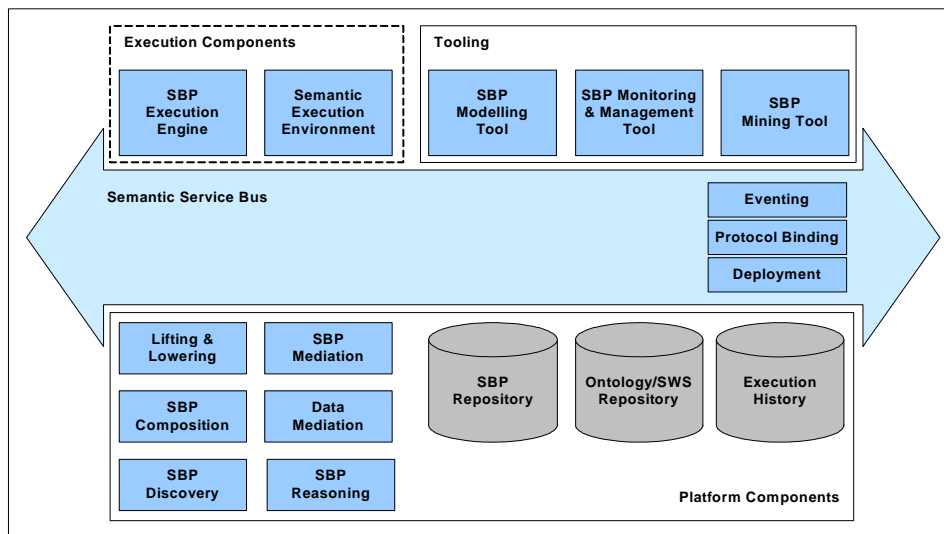 Execution Components
SBP
Execution
Engine
Semantic
Execution
Environment
Tooling
SBP
Modelling
Tool
SBP Monitoring
& Management
Tool
SBP
Mining Tool
Semantic Service Bus
Eventing
Protocol Binding
Deployment
Lifting &
Lowering
SBP
Mediation
SBP
Composition
Data
Mediation
SBP
Discovery
SBP
Reasoning
SBP
Repository
Ontology/SWS
Repository
Execution
History
Platform Components